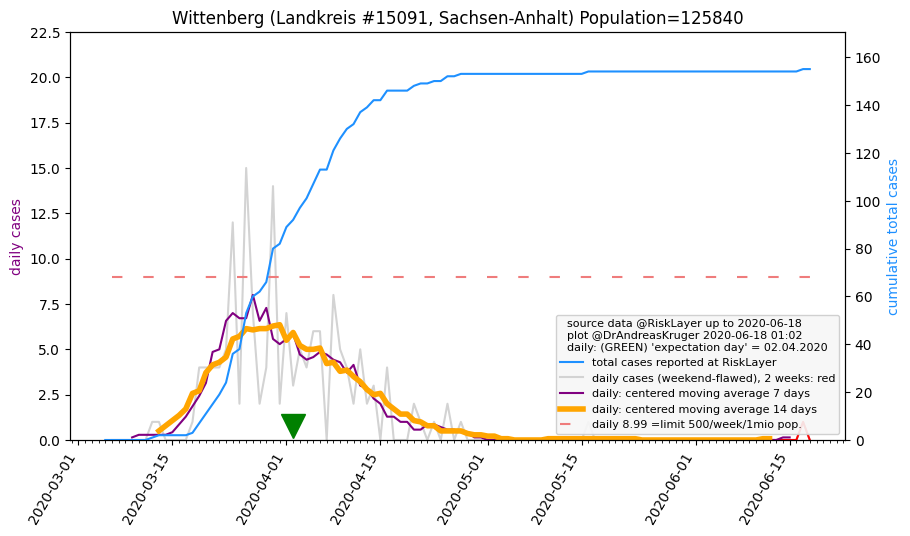 Wittenberg (Landkreis #15091, Sachsen-Anhalt) Population=125840
22.5
20.0
17.5
15.0
12.5
10.0
7.5
5.0
2.5
0.0
daily cases
160
140
120
100
80
60
40
20
0
cumulative total cases
source data @RiskLayer up to 2020-06-18
plot @DrAndreasKruger 2020-06-18 01:02
daily: (GREEN) 'expectation day' = 02.04.2020
total cases reported at RiskLayer
daily cases (weekend-flawed), 2 weeks: red
daily: centered moving average 7 days
daily: centered moving average 14 days
daily 8.99 =limit 500/week/1mio pop.
2020-03-01
2020-03-15
2020-04-01
2020-04-15
2020-05-01
2020-05-15
2020-06-01
2020-06-15